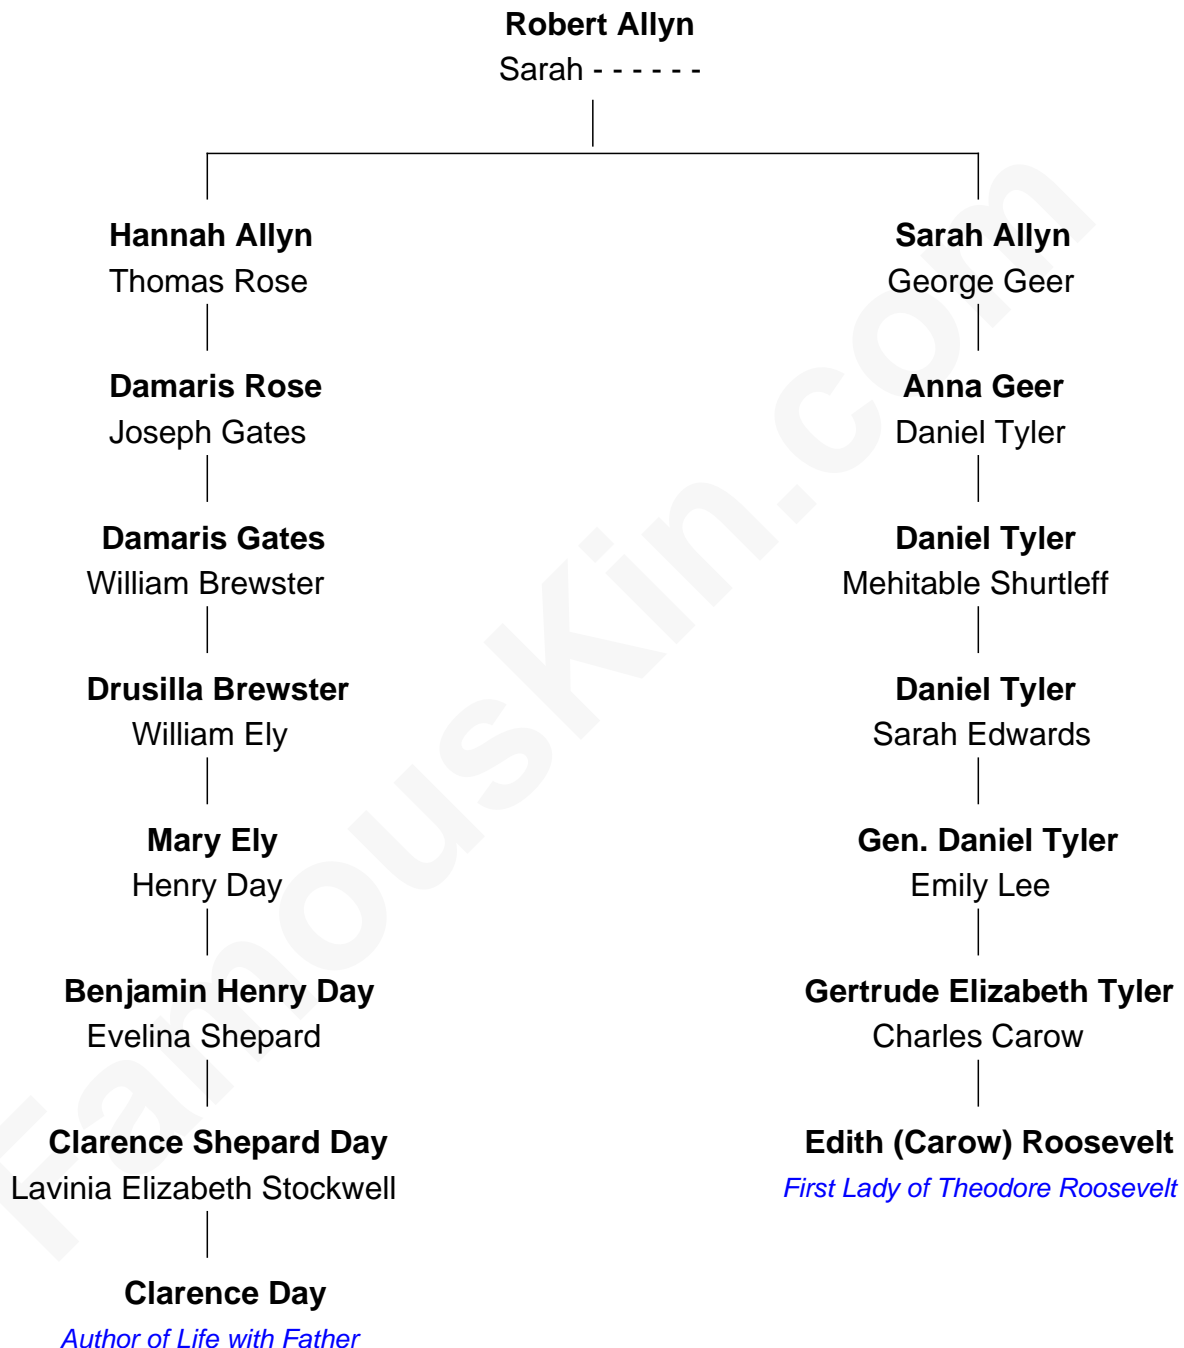 Robert Allyn
Sarah - - - - - -
Hannah Allyn
Thomas Rose
Sarah Allyn
George Geer
Damaris Rose
Joseph Gates
Anna Geer
Daniel Tyler
Damaris Gates
William Brewster
Daniel Tyler
Mehitable Shurtleff
Drusilla Brewster
William Ely
Daniel Tyler
Sarah Edwards
Mary Ely
Henry Day
Gen. Daniel Tyler
Emily Lee
Benjamin Henry Day
Evelina Shepard
Gertrude Elizabeth Tyler
Charles Carow
Clarence Shepard Day
Lavinia Elizabeth Stockwell
Edith (Carow) Roosevelt
First Lady of Theodore Roosevelt
Clarence Day
Author of Life with Father
FamousKin.com